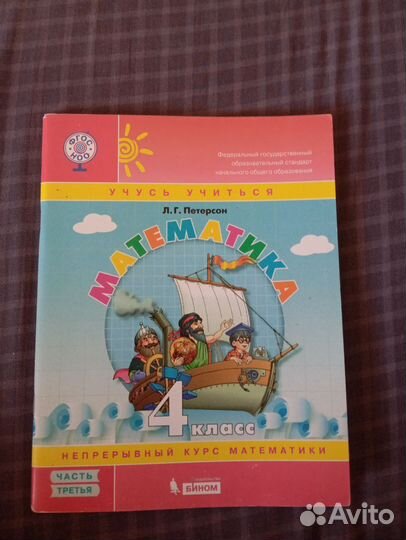 ФГОС
НОО
Федеральный государственный
образовательный стандарт
начального общего образования
УЧУСЬ УЧИТЬСЯ
Л. Г. Петерсон
МАТЕМАТИКА
4 класс
НЕПРЕРЫВНЫЙ КУРС МАТЕМАТИКИ
ЧАСТЬ
ТРЕТЬЯ
БИНОМ
Avito